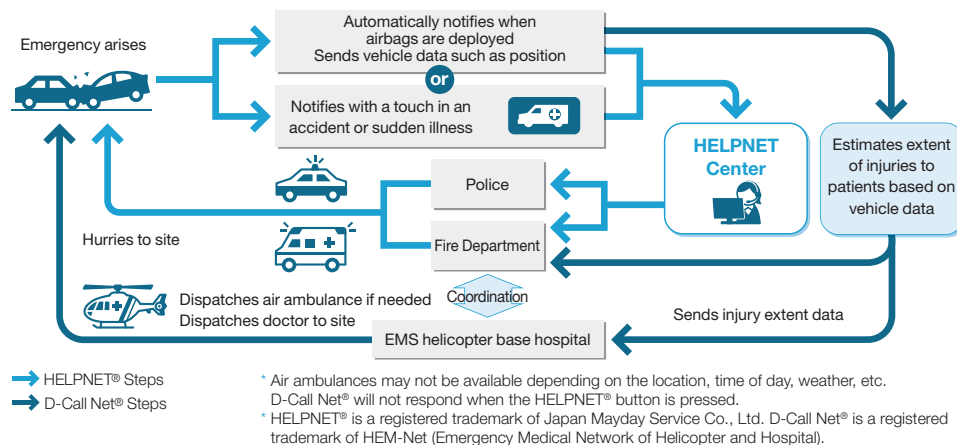 Emergency arises
Automatically notifies when
airbags are deployed
Sends vehicle data such as position
or
Notifies with a touch in an
accident or sudden illness
HELPNET
Center
Estimates extent
of injuries to
patients based on
vehicle data
Police
Fire Department
Hurries to site
Coordination
Dispatches air ambulance if needed
Dispatches doctor to site
Sends injury extent data
EMS helicopter base hospital
HELPNET® Steps
D-Call Net® Steps
* Air ambulances may not be available depending on the location, time of day, weather, etc.
D-Call Net® will not respond when the HELPNET® button is pressed.
* HELPNET® is a registered trademark of Japan Mayday Service Co., Ltd. D-Call Net® is a registered
trademark of HEM-Net (Emergency Medical Network of Helicopter and Hospital).